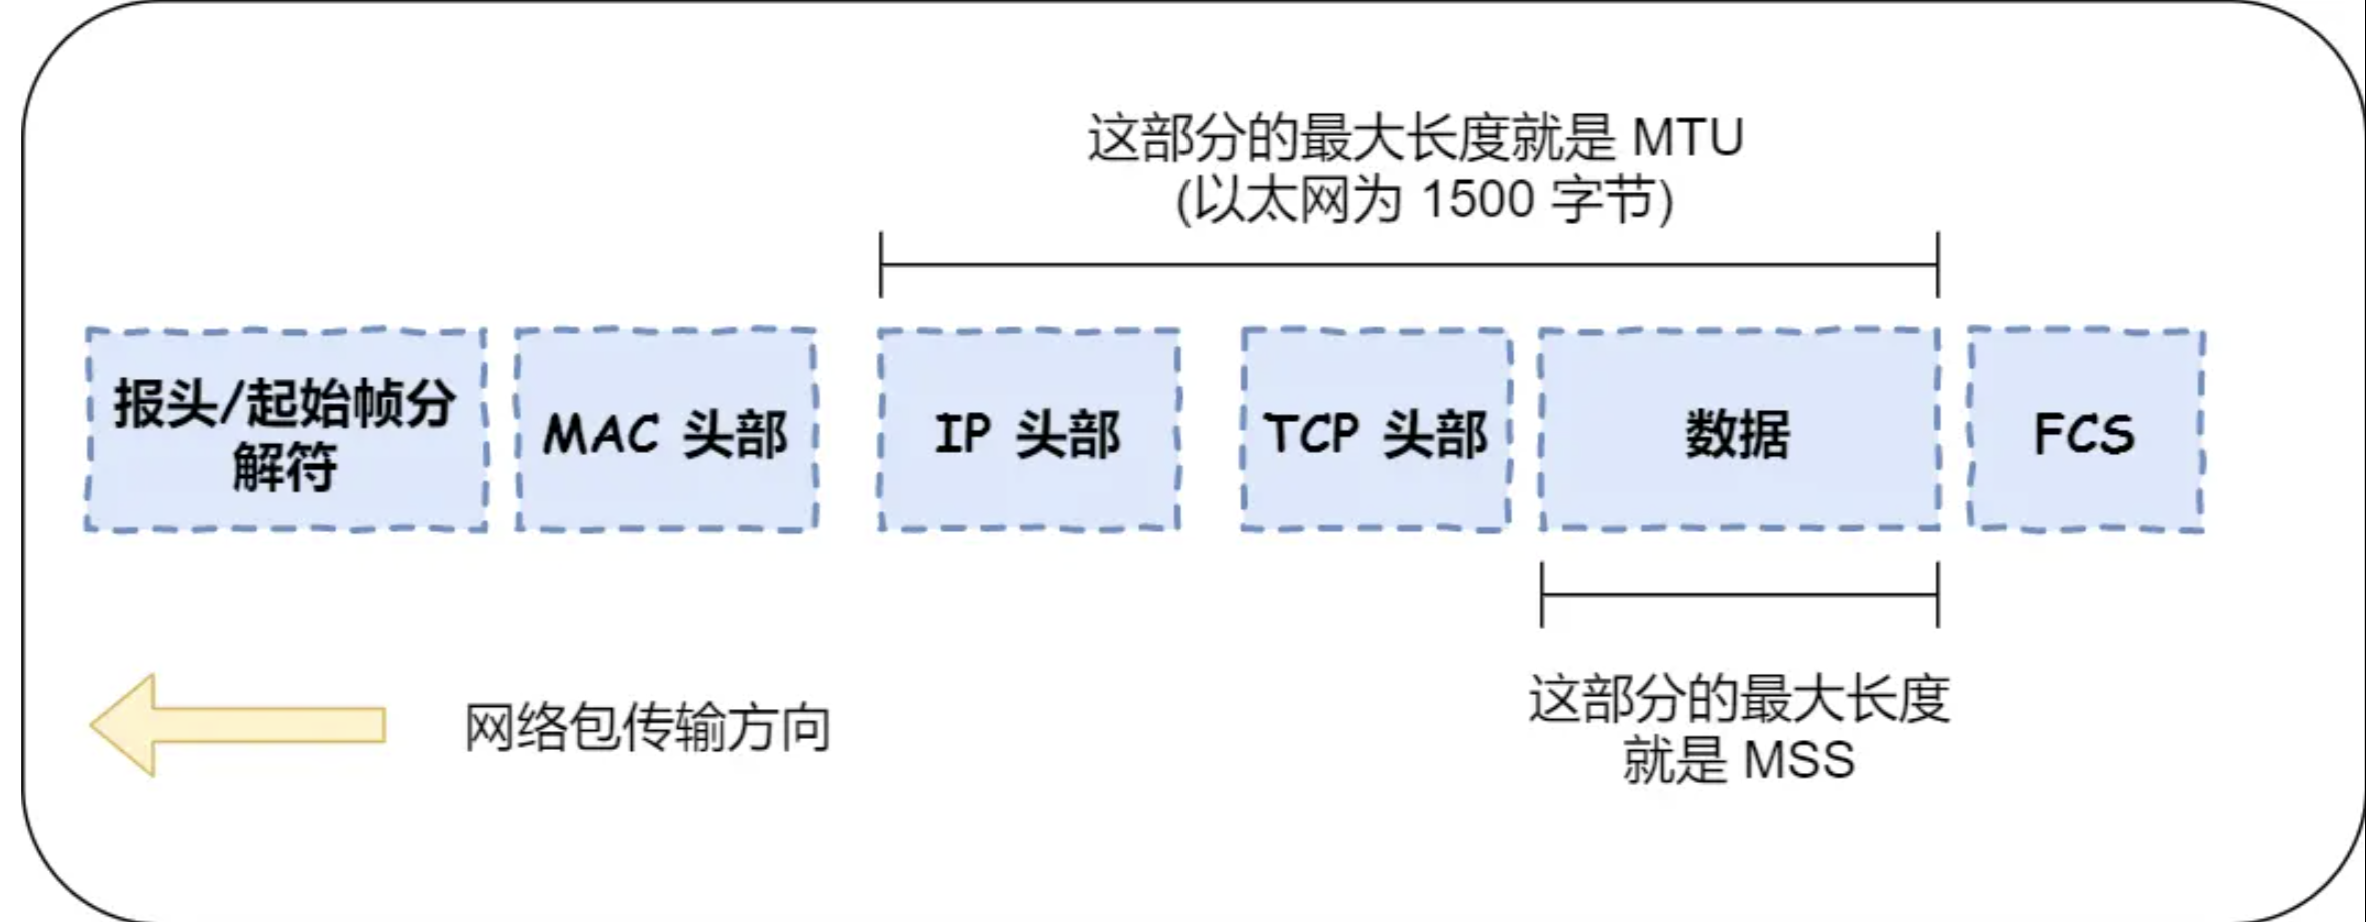 这部分的最大长度就是 MTU
(以太网为 1500 字节)
报头/起始帧分
解符
MAC 头部
IP 头部
TCP 头部
数据
FCS
网络包传输方向
这部分的最大长度
就是 MSS